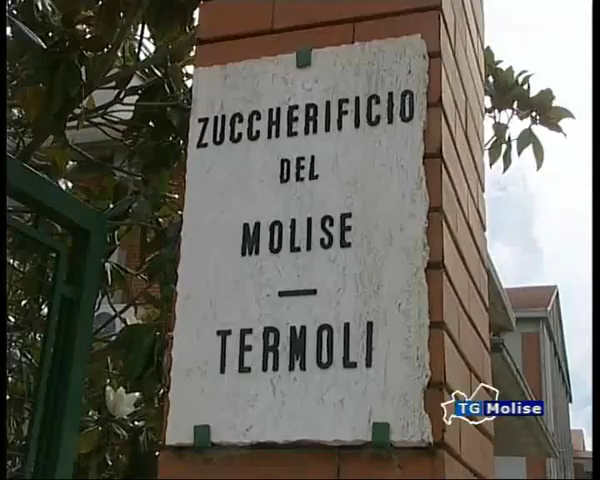 ZUCCHERIFICIO
DEL
MOLISE
—
TERMOLI
TG Molise